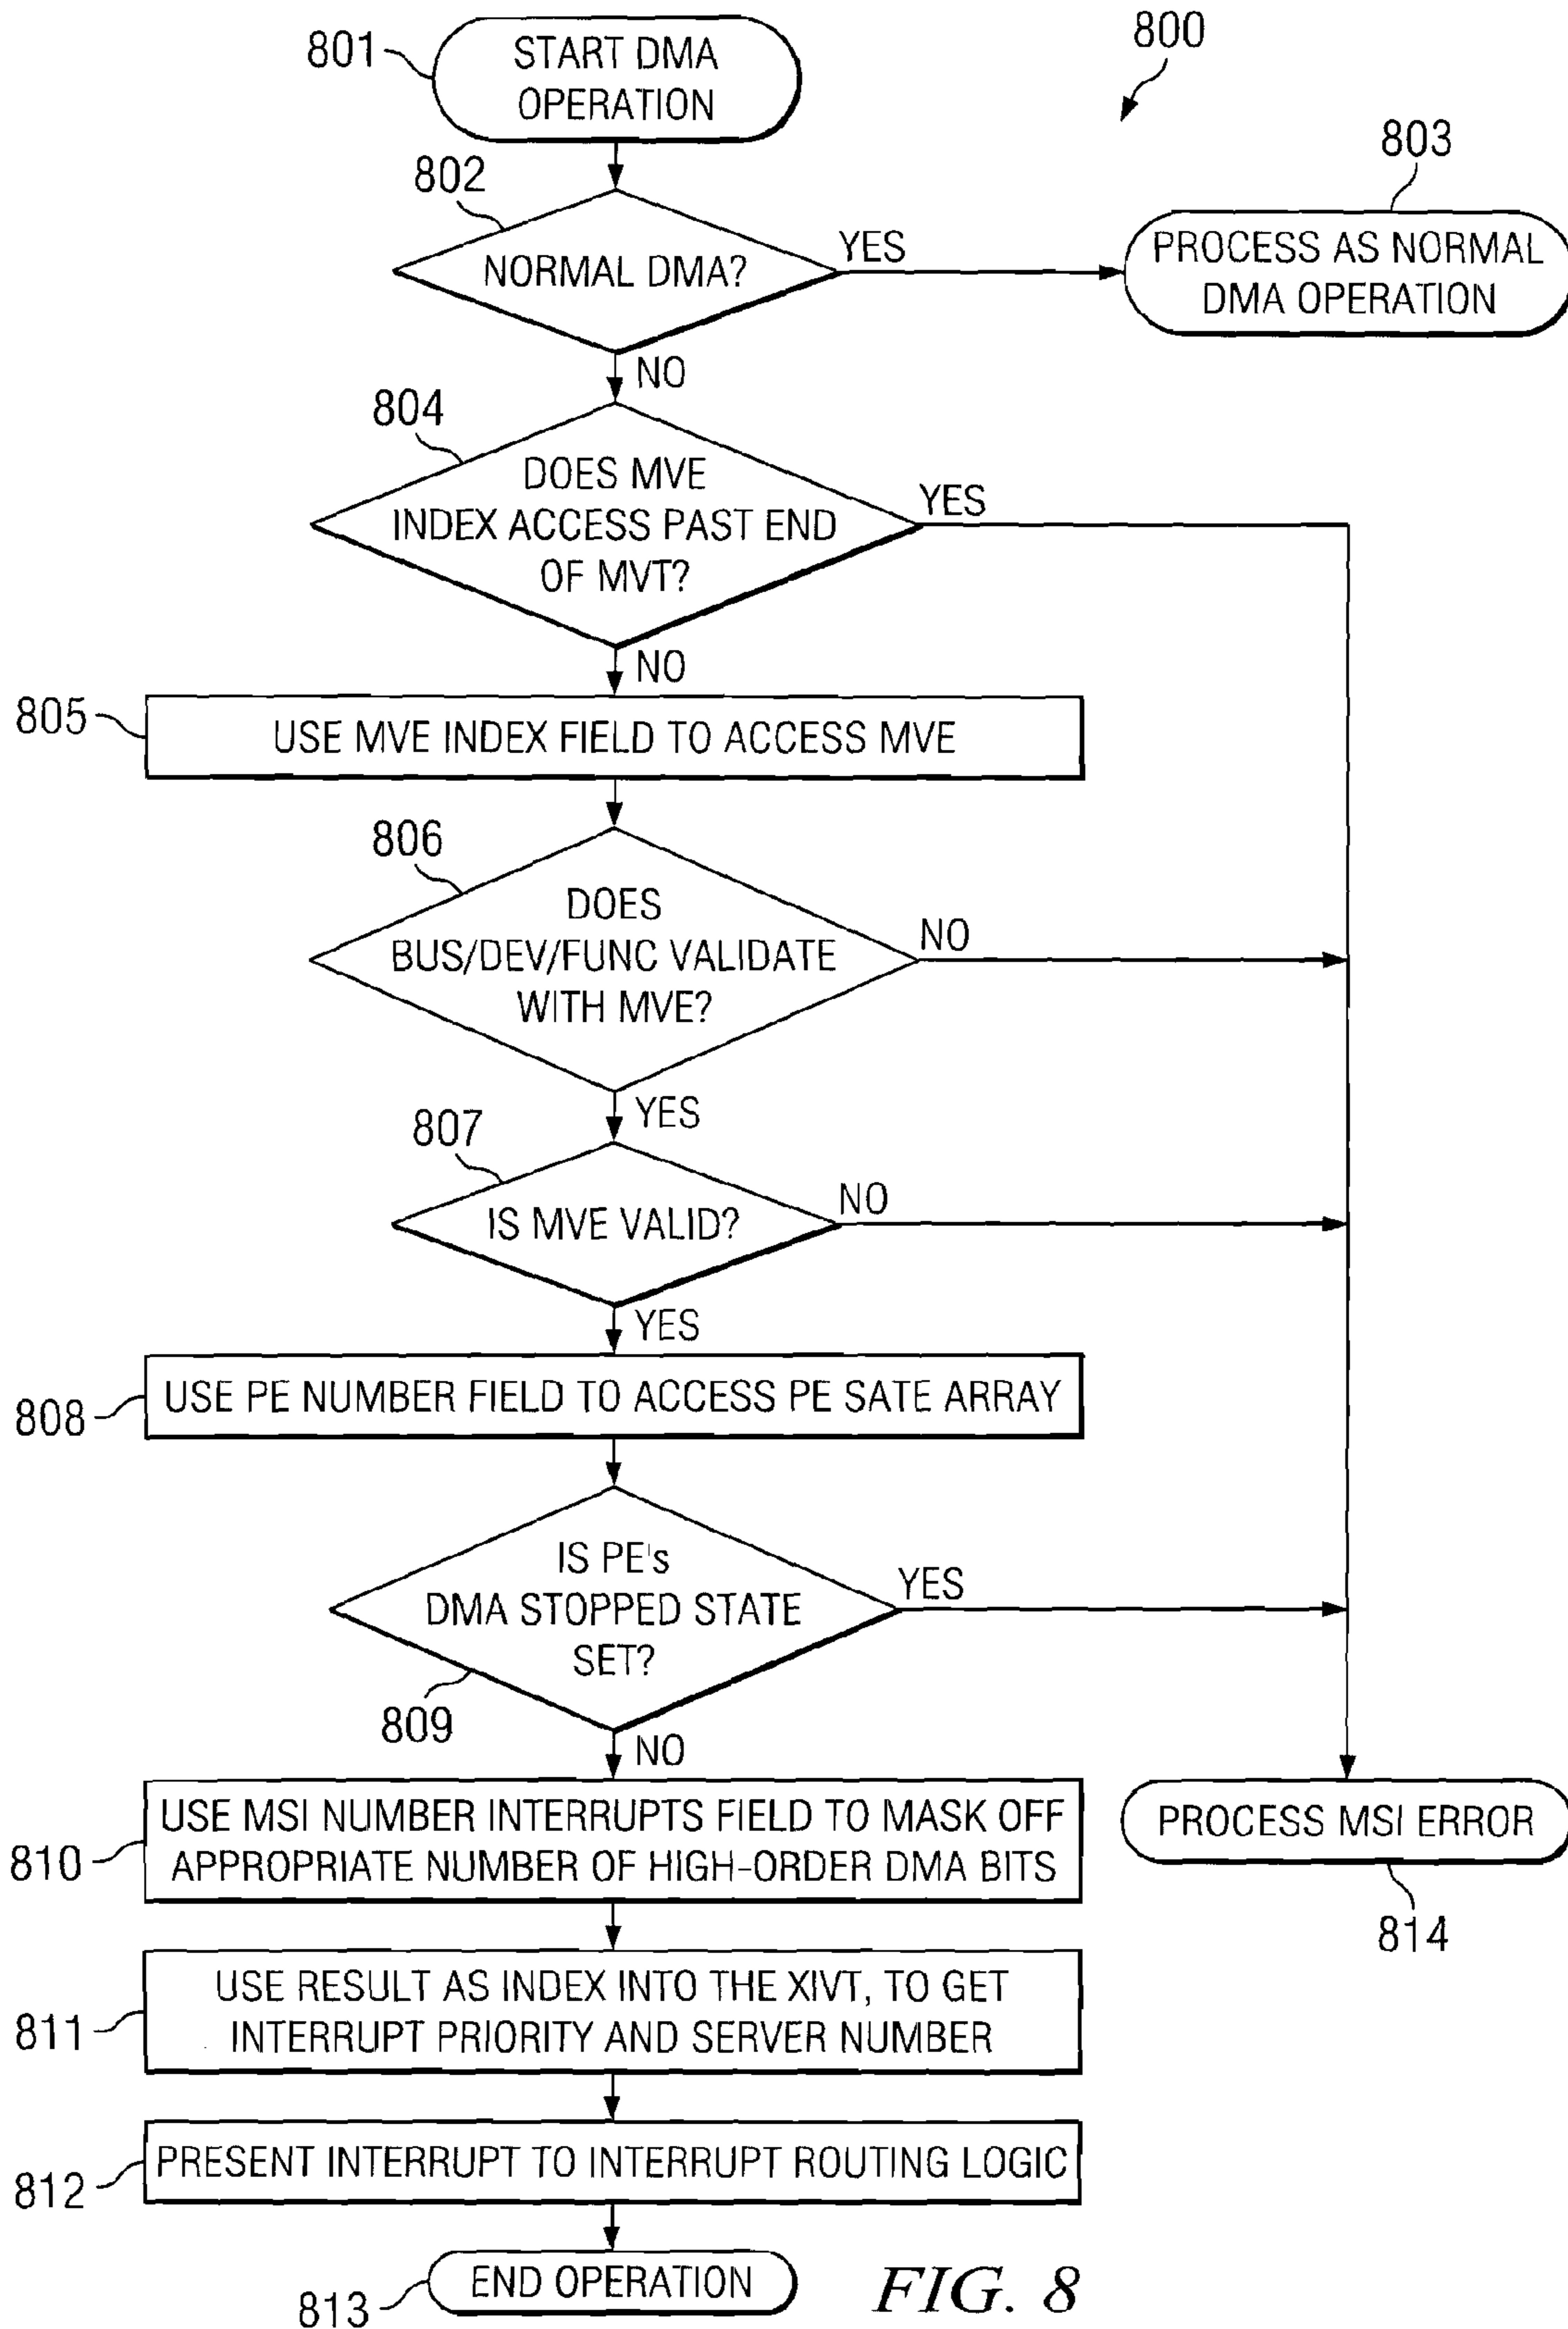 800
801
START DMA
OPERATION
802
NORMAL DMA?
YES
803
PROCESS AS NORMAL
DMA OPERATION
NO
804
DOES MVE
INDEX ACCESS PAST END
OF MVT?
YES
NO
805
USE MVE INDEX FIELD TO ACCESS MVE
806
DOES
BUS/DEV/FUNC VALIDATE
WITH MVE?
NO
YES
807
IS MVE VALID?
NO
YES
808
USE PE NUMBER FIELD TO ACCESS PE SATE ARRAY
IS PE's
DMA STOPPED STATE
SET?
YES
809
NO
810
USE MSI NUMBER INTERRUPTS FIELD TO MASK OFF
APPROPRIATE NUMBER OF HIGH-ORDER DMA BITS
PROCESS MSI ERROR
814
811
USE RESULT AS INDEX INTO THE XIVT, TO GET
INTERRUPT PRIORITY AND SERVER NUMBER
812
PRESENT INTERRUPT TO INTERRUPT ROUTING LOGIC
813
END OPERATION
FIG. 8